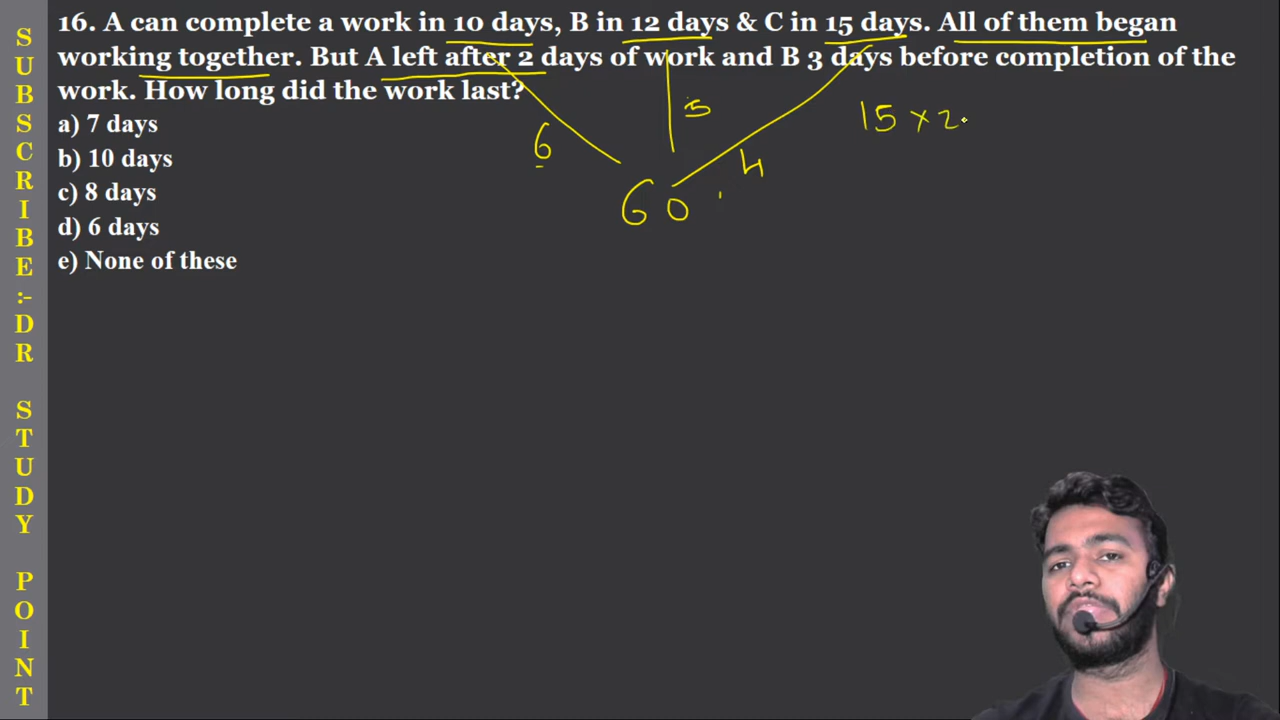 SUBSCRIBE:-DR STUDY POINT
16. A can complete a work in 10 days, B in 12 days & C in 15 days. All of them began
working together. But A left after 2 days of work and B 3 days before completion of the
work. How long did the work last?
a) 7 days
b) 10 days
c) 8 days
d) 6 days
e) None of these
15 × 2
5
6
4
60